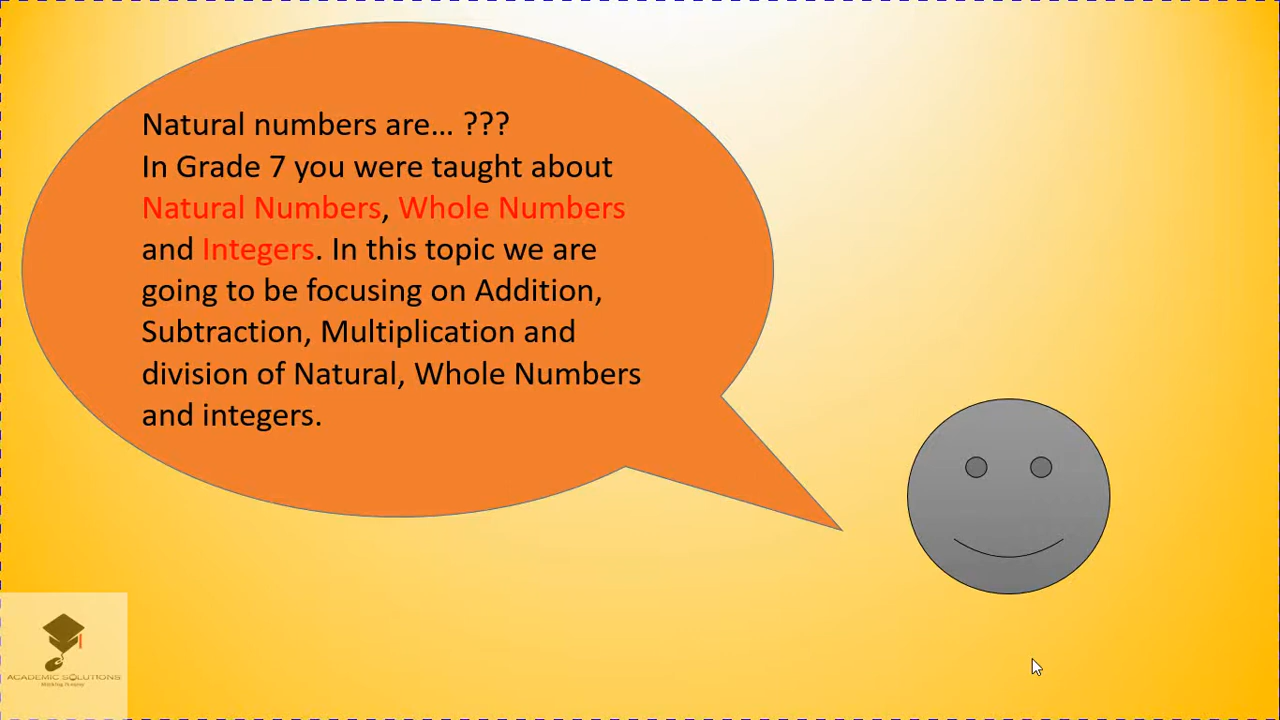 Natural numbers are... ???
In Grade 7 you were taught about
Natural Numbers, Whole Numbers
and Integers. In this topic we are
going to be focusing on Addition,
Subtraction, Multiplication and
division of Natural, Whole Numbers
and integers.
ACADEMIC SOLUTIONS